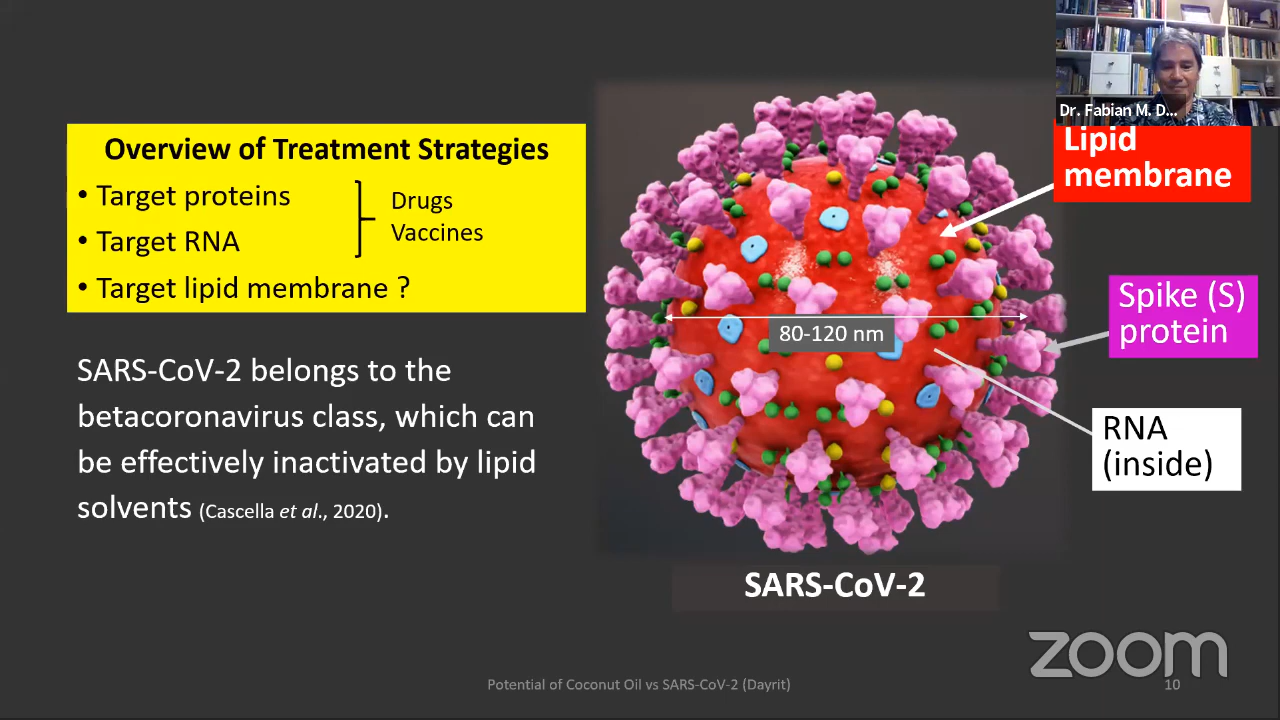 Dr. Fabian M. D...
Overview of Treatment Strategies
• Target proteins
• Target RNA
• Target lipid membrane ?
Drugs
Vaccines
SARS-CoV-2 belongs to the
betacoronavirus class, which can
be effectively inactivated by lipid
solvents (Cascella et al., 2020).
Lipid
membrane
Spike (S)
protein
80-120 nm
RNA
(inside)
SARS-CoV-2
zoom
Potential of Coconut Oil vs SARS-CoV-2 (Dayrit)
10